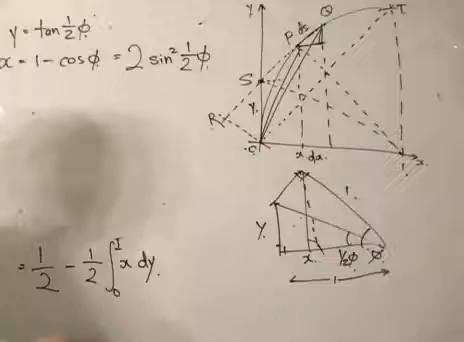 y = tan ½φ
x = 1 - cosφ = 2 sin² ½φ
= 1/2 - 1/2 ∫₀¹ x dy.
y
P
ds
Q
T
S
y
R
O
x
dx
x
1
y
x
½φ
φ
1